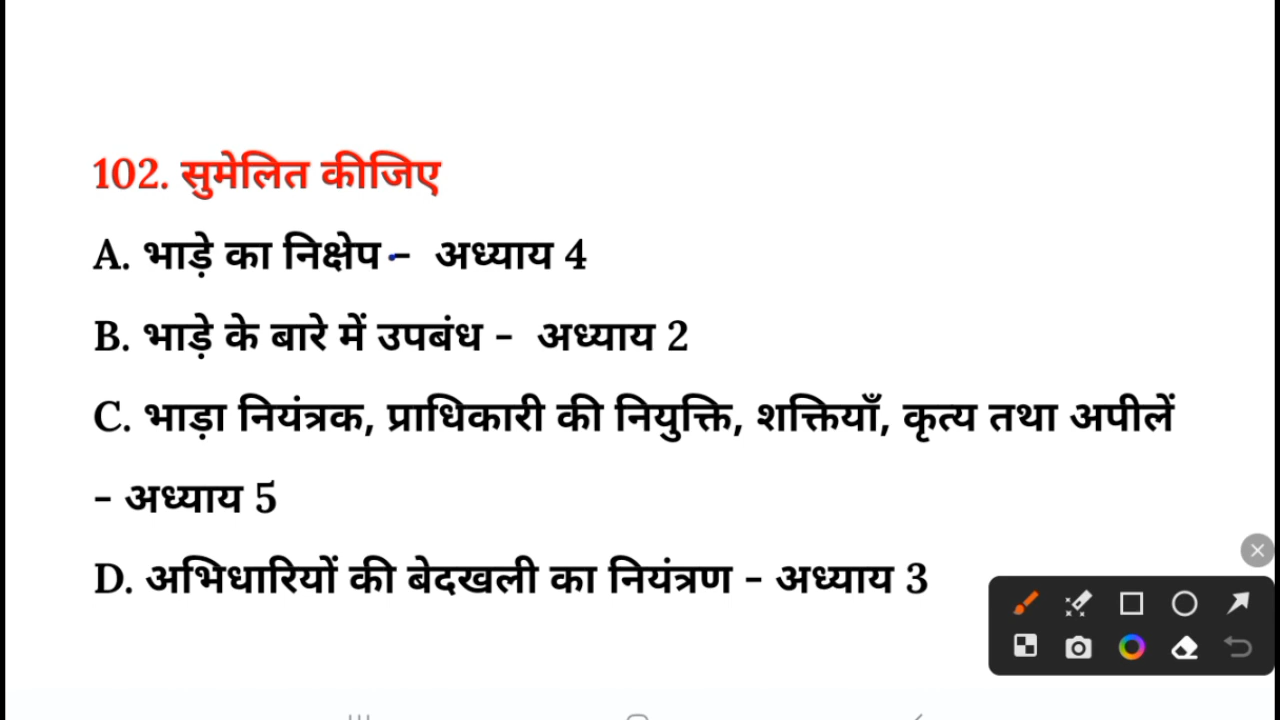 102. सुमेलित कीजिए
A. भाड़े का निक्षेप - अध्याय 4
B. भाड़े के बारे में उपबंध - अध्याय 2
C. भाड़ा नियंत्रक, प्राधिकारी की नियुक्ति, शक्तियाँ, कृत्य तथा अपीलें
- अध्याय 5
D. अभिधारियों की बेदखली का नियंत्रण - अध्याय 3